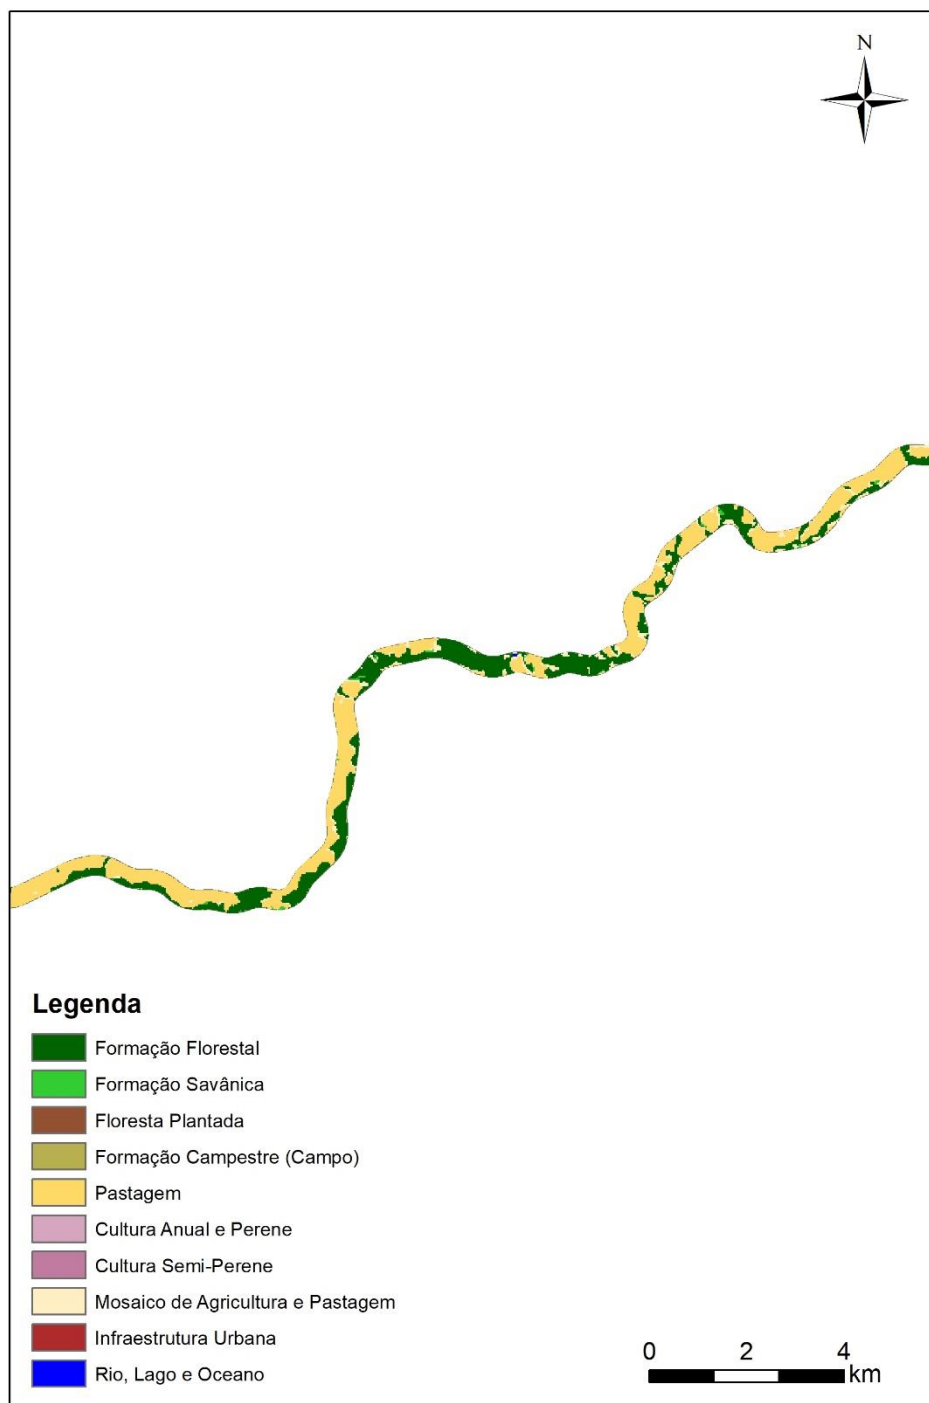 N
Legenda
Formação Florestal
Formação Savânica
Floresta Plantada
Formação Campestre (Campo)
Pastagem
Cultura Anual e Perene
Cultura Semi-Perene
Mosaico de Agricultura e Pastagem
Infraestrutura Urbana
Rio, Lago e Oceano
0 2 4
km